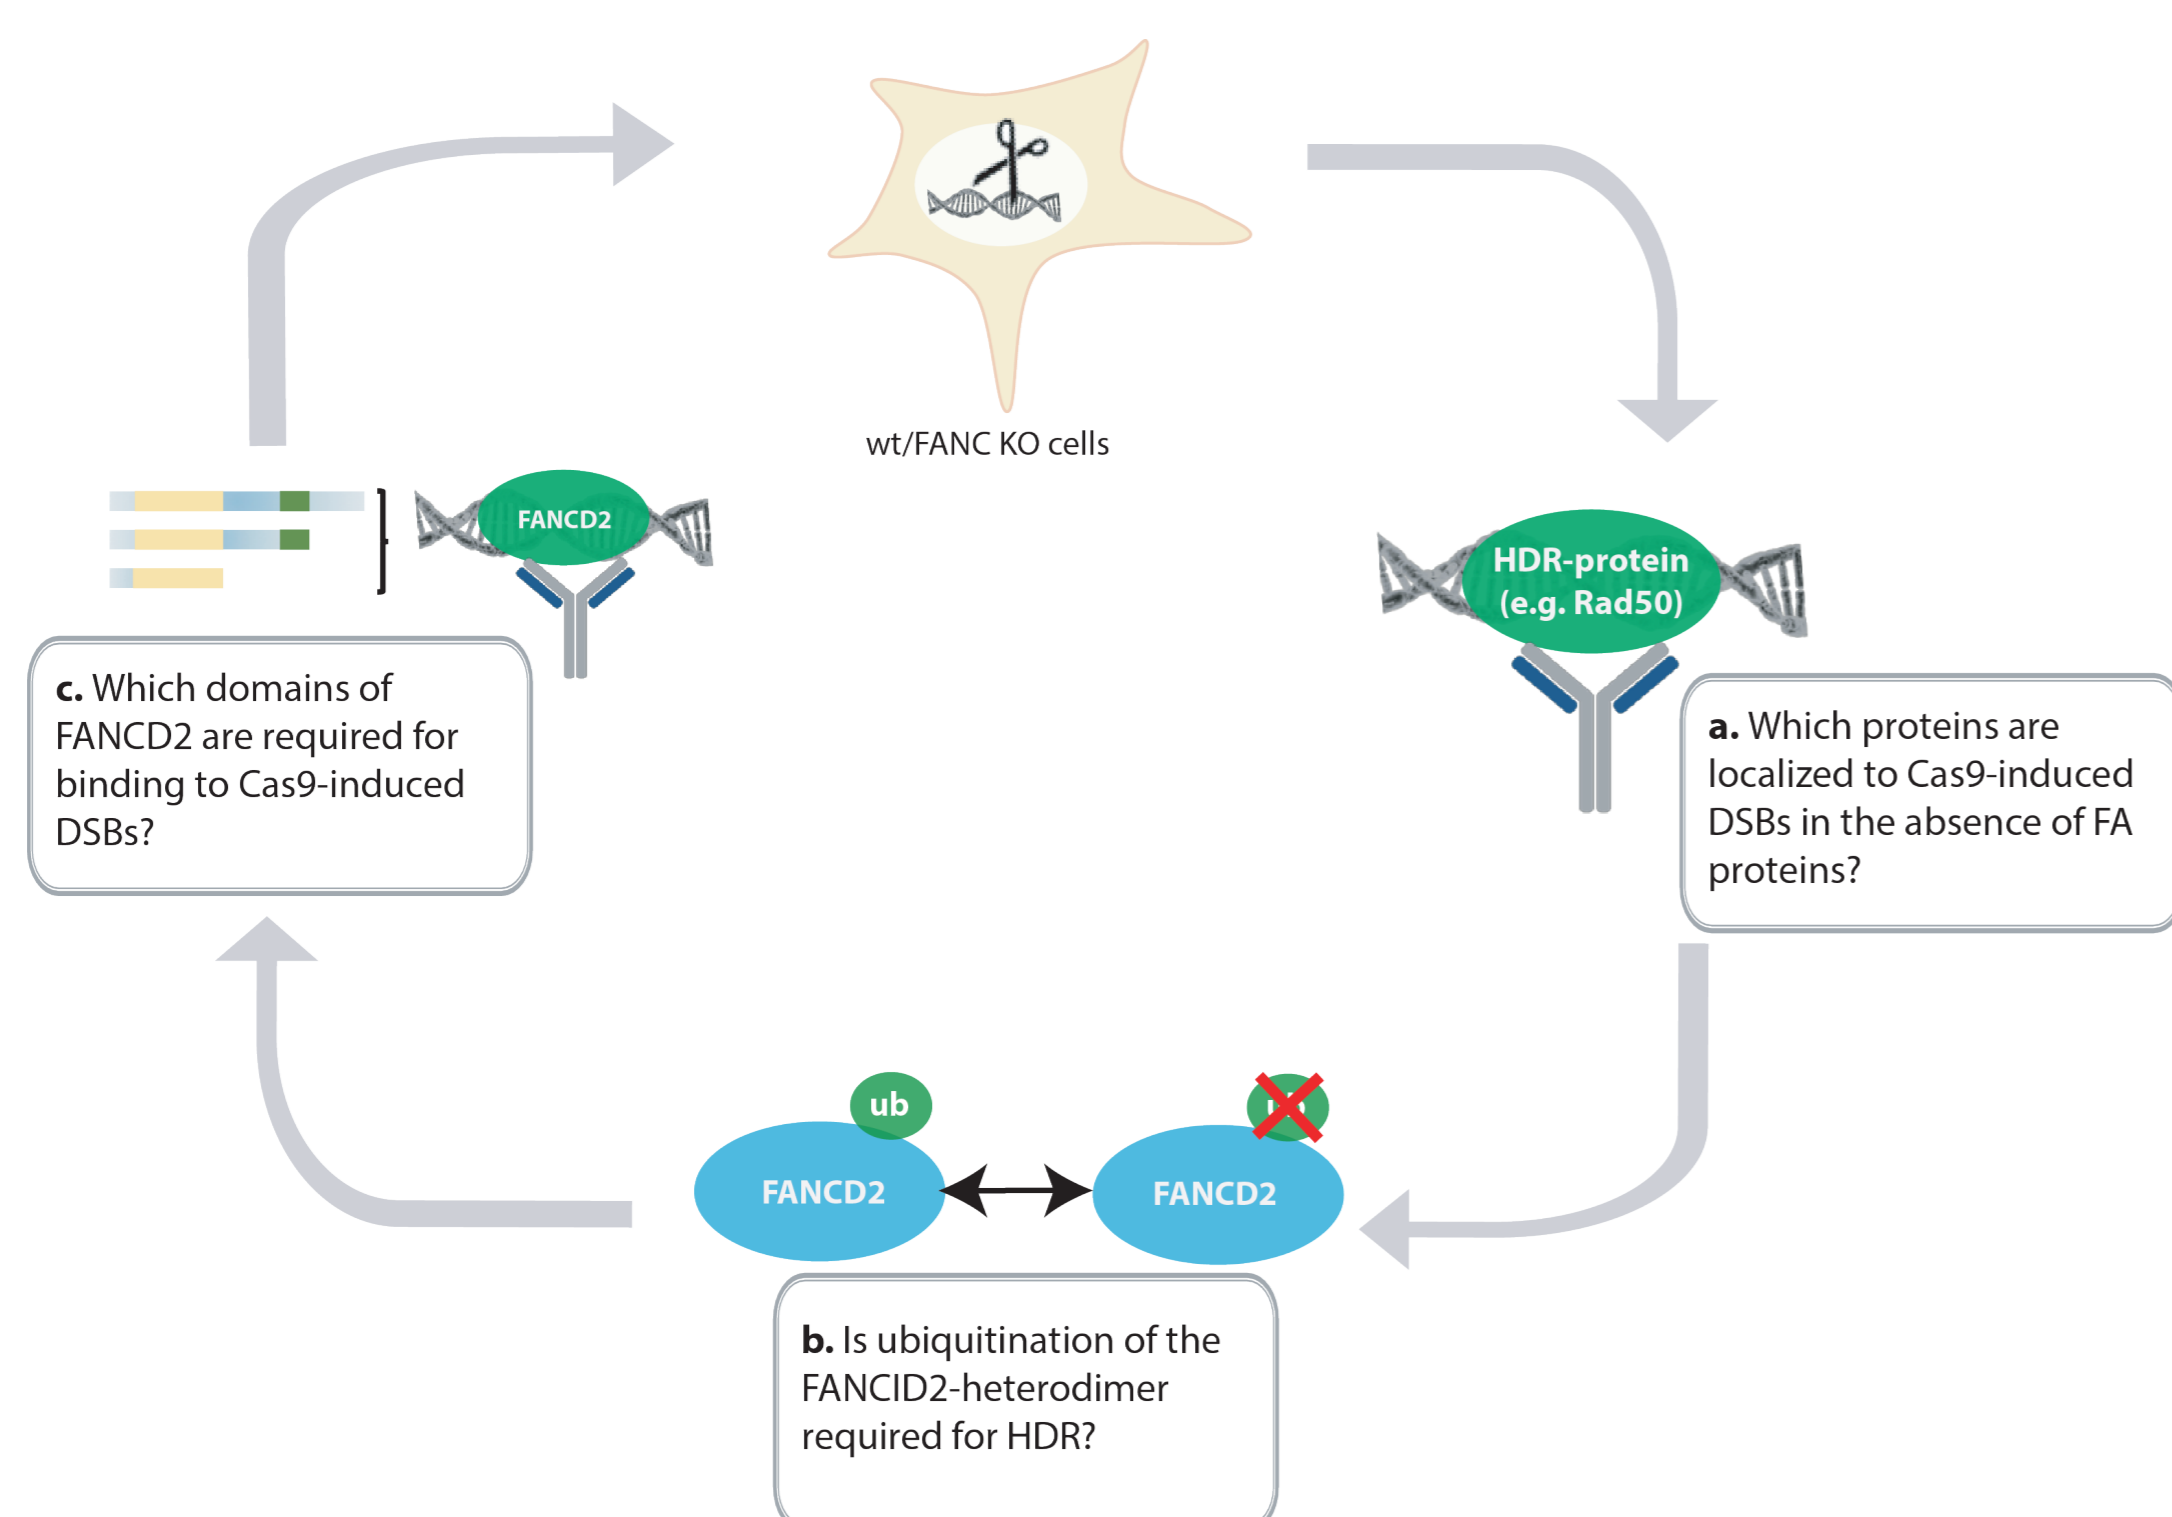 wt/FANC KO cells
FANCD2
HDR-protein
(e.g. Rad50)
a. Which proteins are
localized to Cas9-induced
DSBs in the absence of FA
proteins?
c. Which domains of
FANCD2 are required for
binding to Cas9-induced
DSBs?
ub
ub
FANCD2
FANCD2
b. Is ubiquitination of the
FANCID2-heterodimer
required for HDR?